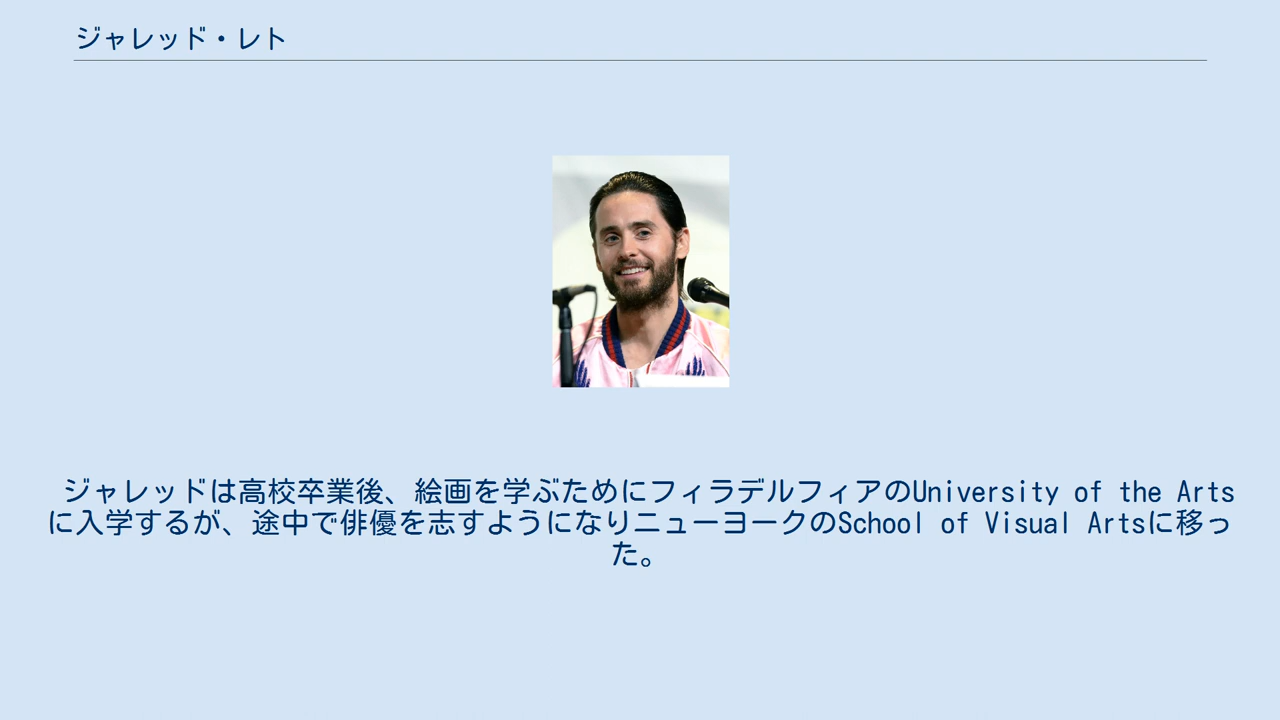 ジャレッド・レト
ジャレッドは高校卒業後、絵画を学ぶためにフィラデルフィアのUniversity of the Arts
に入学するが、途中で俳優を志すようになりニューヨークのSchool of Visual Artsに移っ
た。